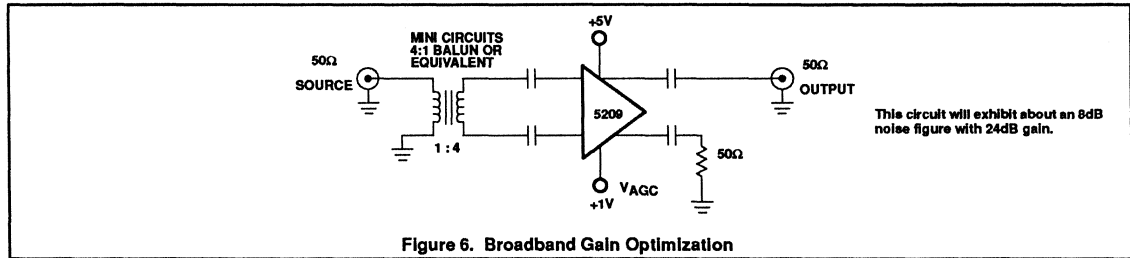 +5V
MINI CIRCUITS
4:1 BALUN OR
EQUIVALENT
50Ω
SOURCE
50Ω
OUTPUT
5209
This circuit will exhibit about an 8dB
noise figure with 24dB gain.
1 : 4
50Ω
VAGC
+1V
Figure 6. Broadband Gain Optimization